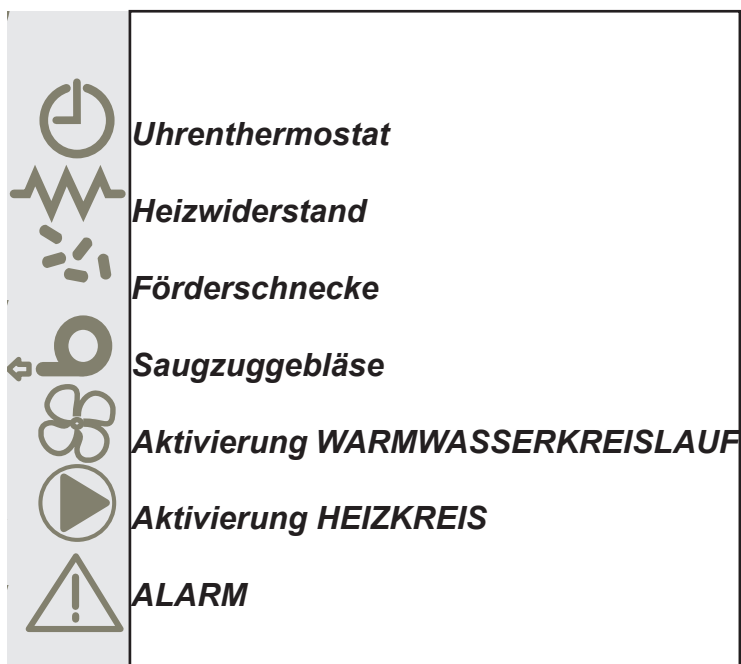 Uhrenthermostat
Heizwiderstand
Förderschnecke
Saugzuggebläse
Aktivierung WARMWASSERKREISLAUF
Aktivierung HEIZKREIS
ALARM